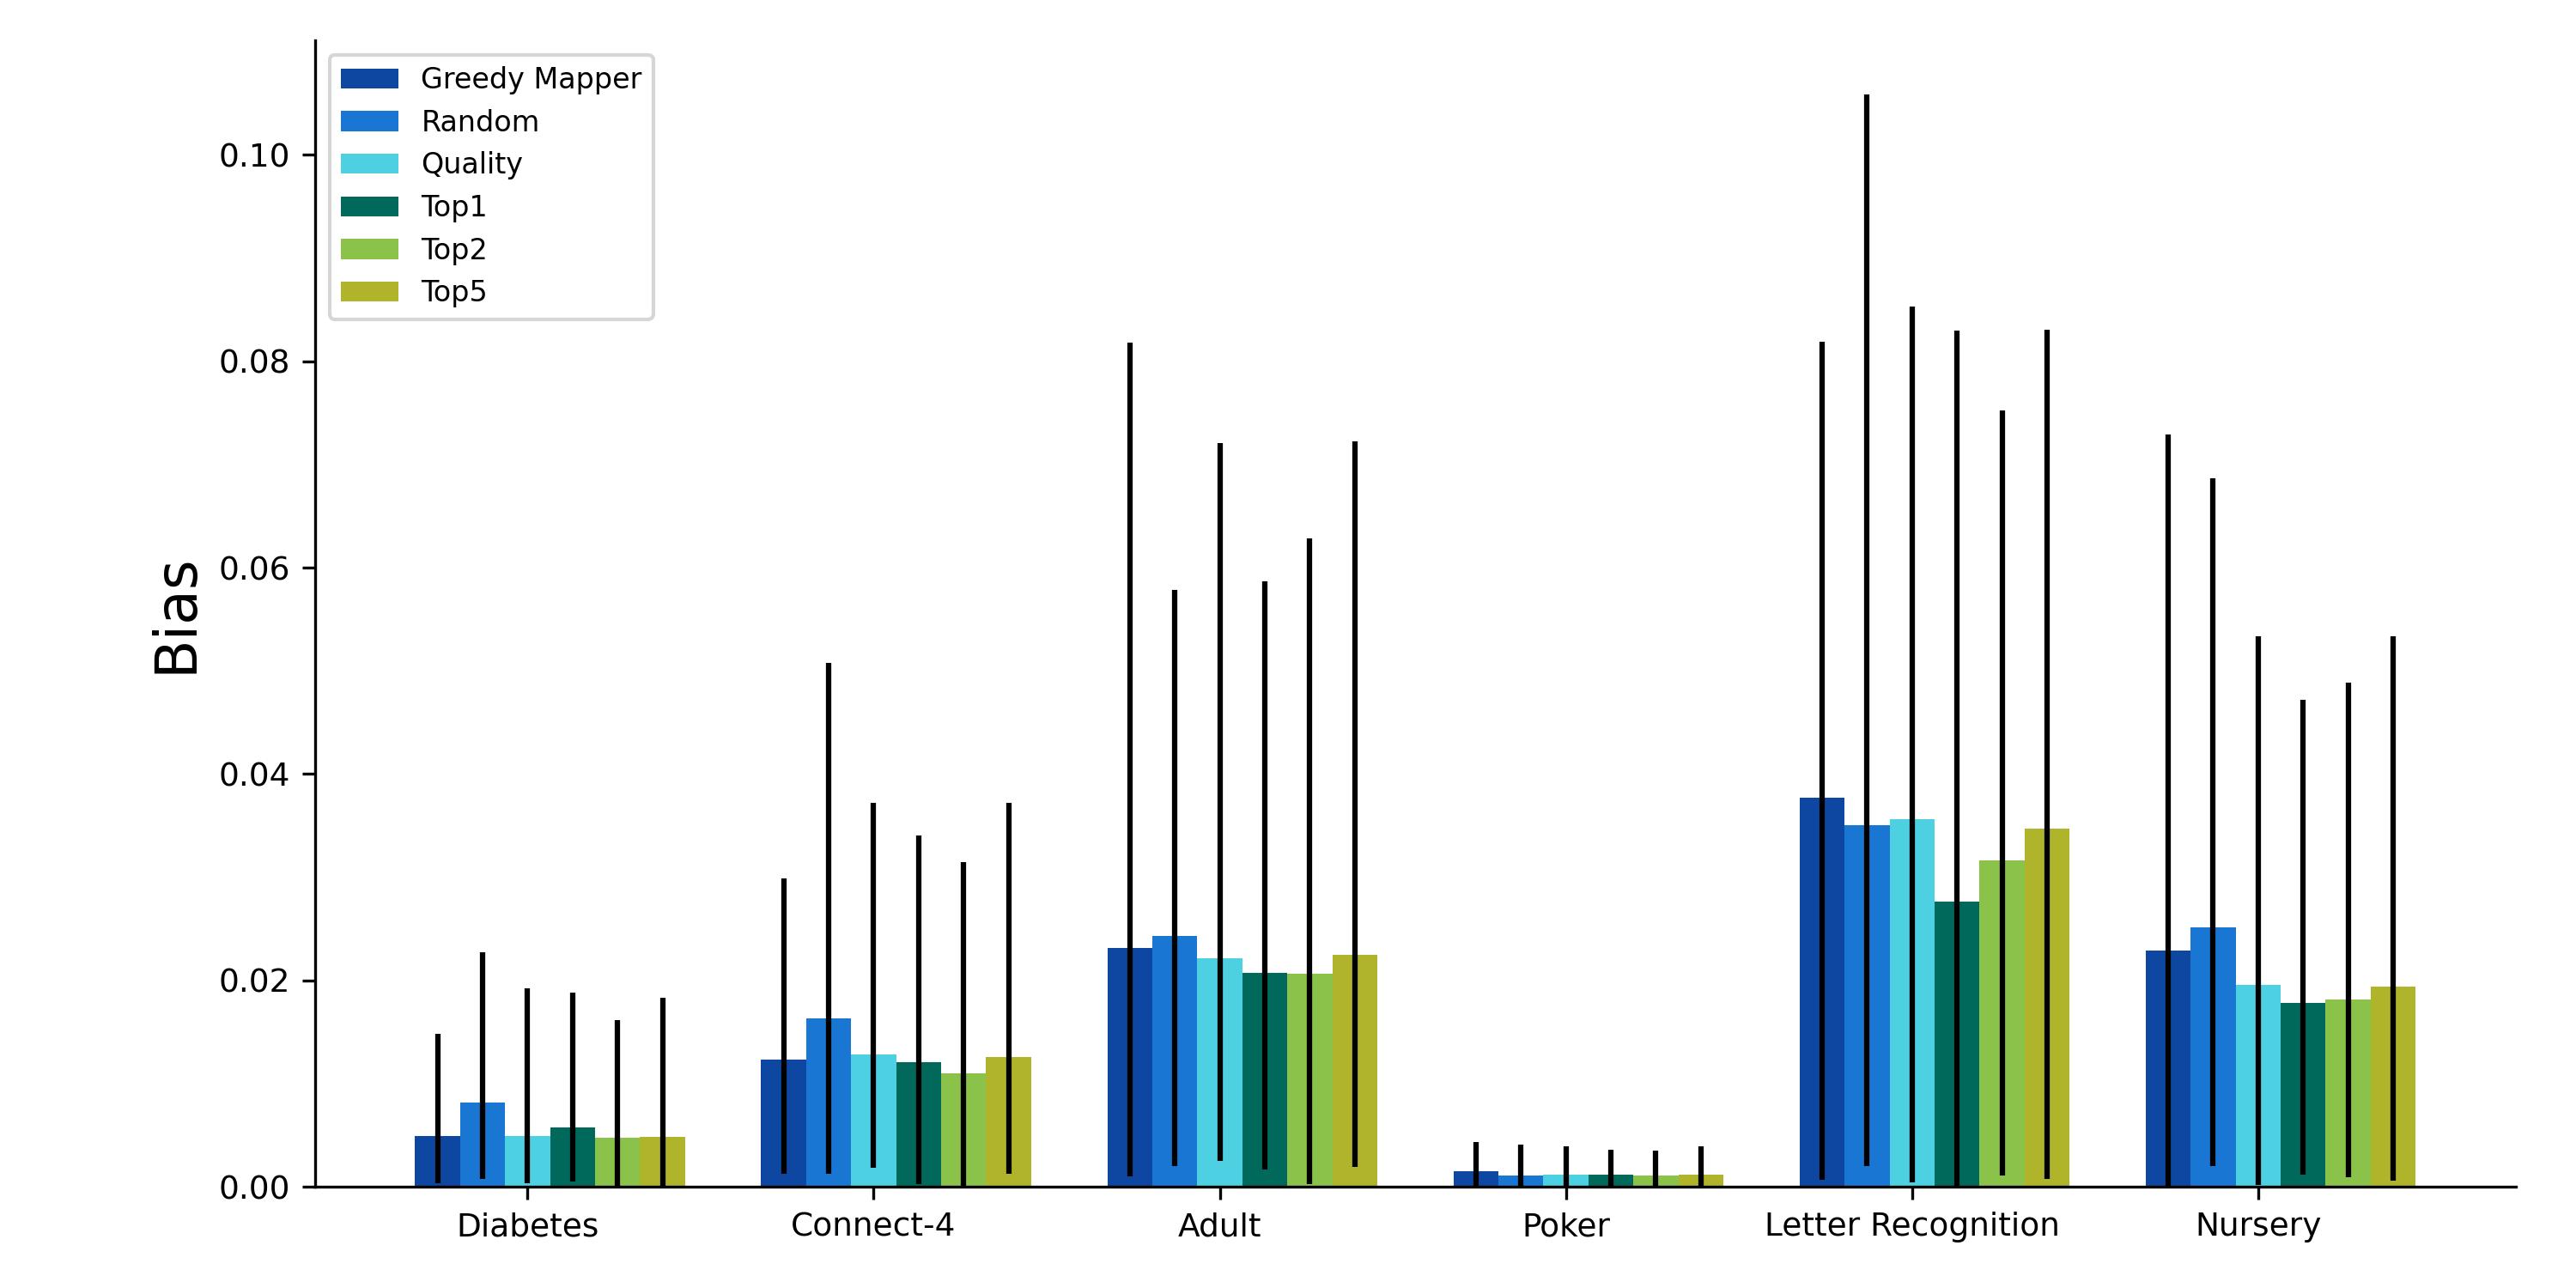 Greedy Mapper
Random
Quality
Top1
Top2
Top5
Bias
0.10
0.08
0.06
0.04
0.02
0.00
Diabetes
Connect-4
Adult
Poker
Letter Recognition
Nursery